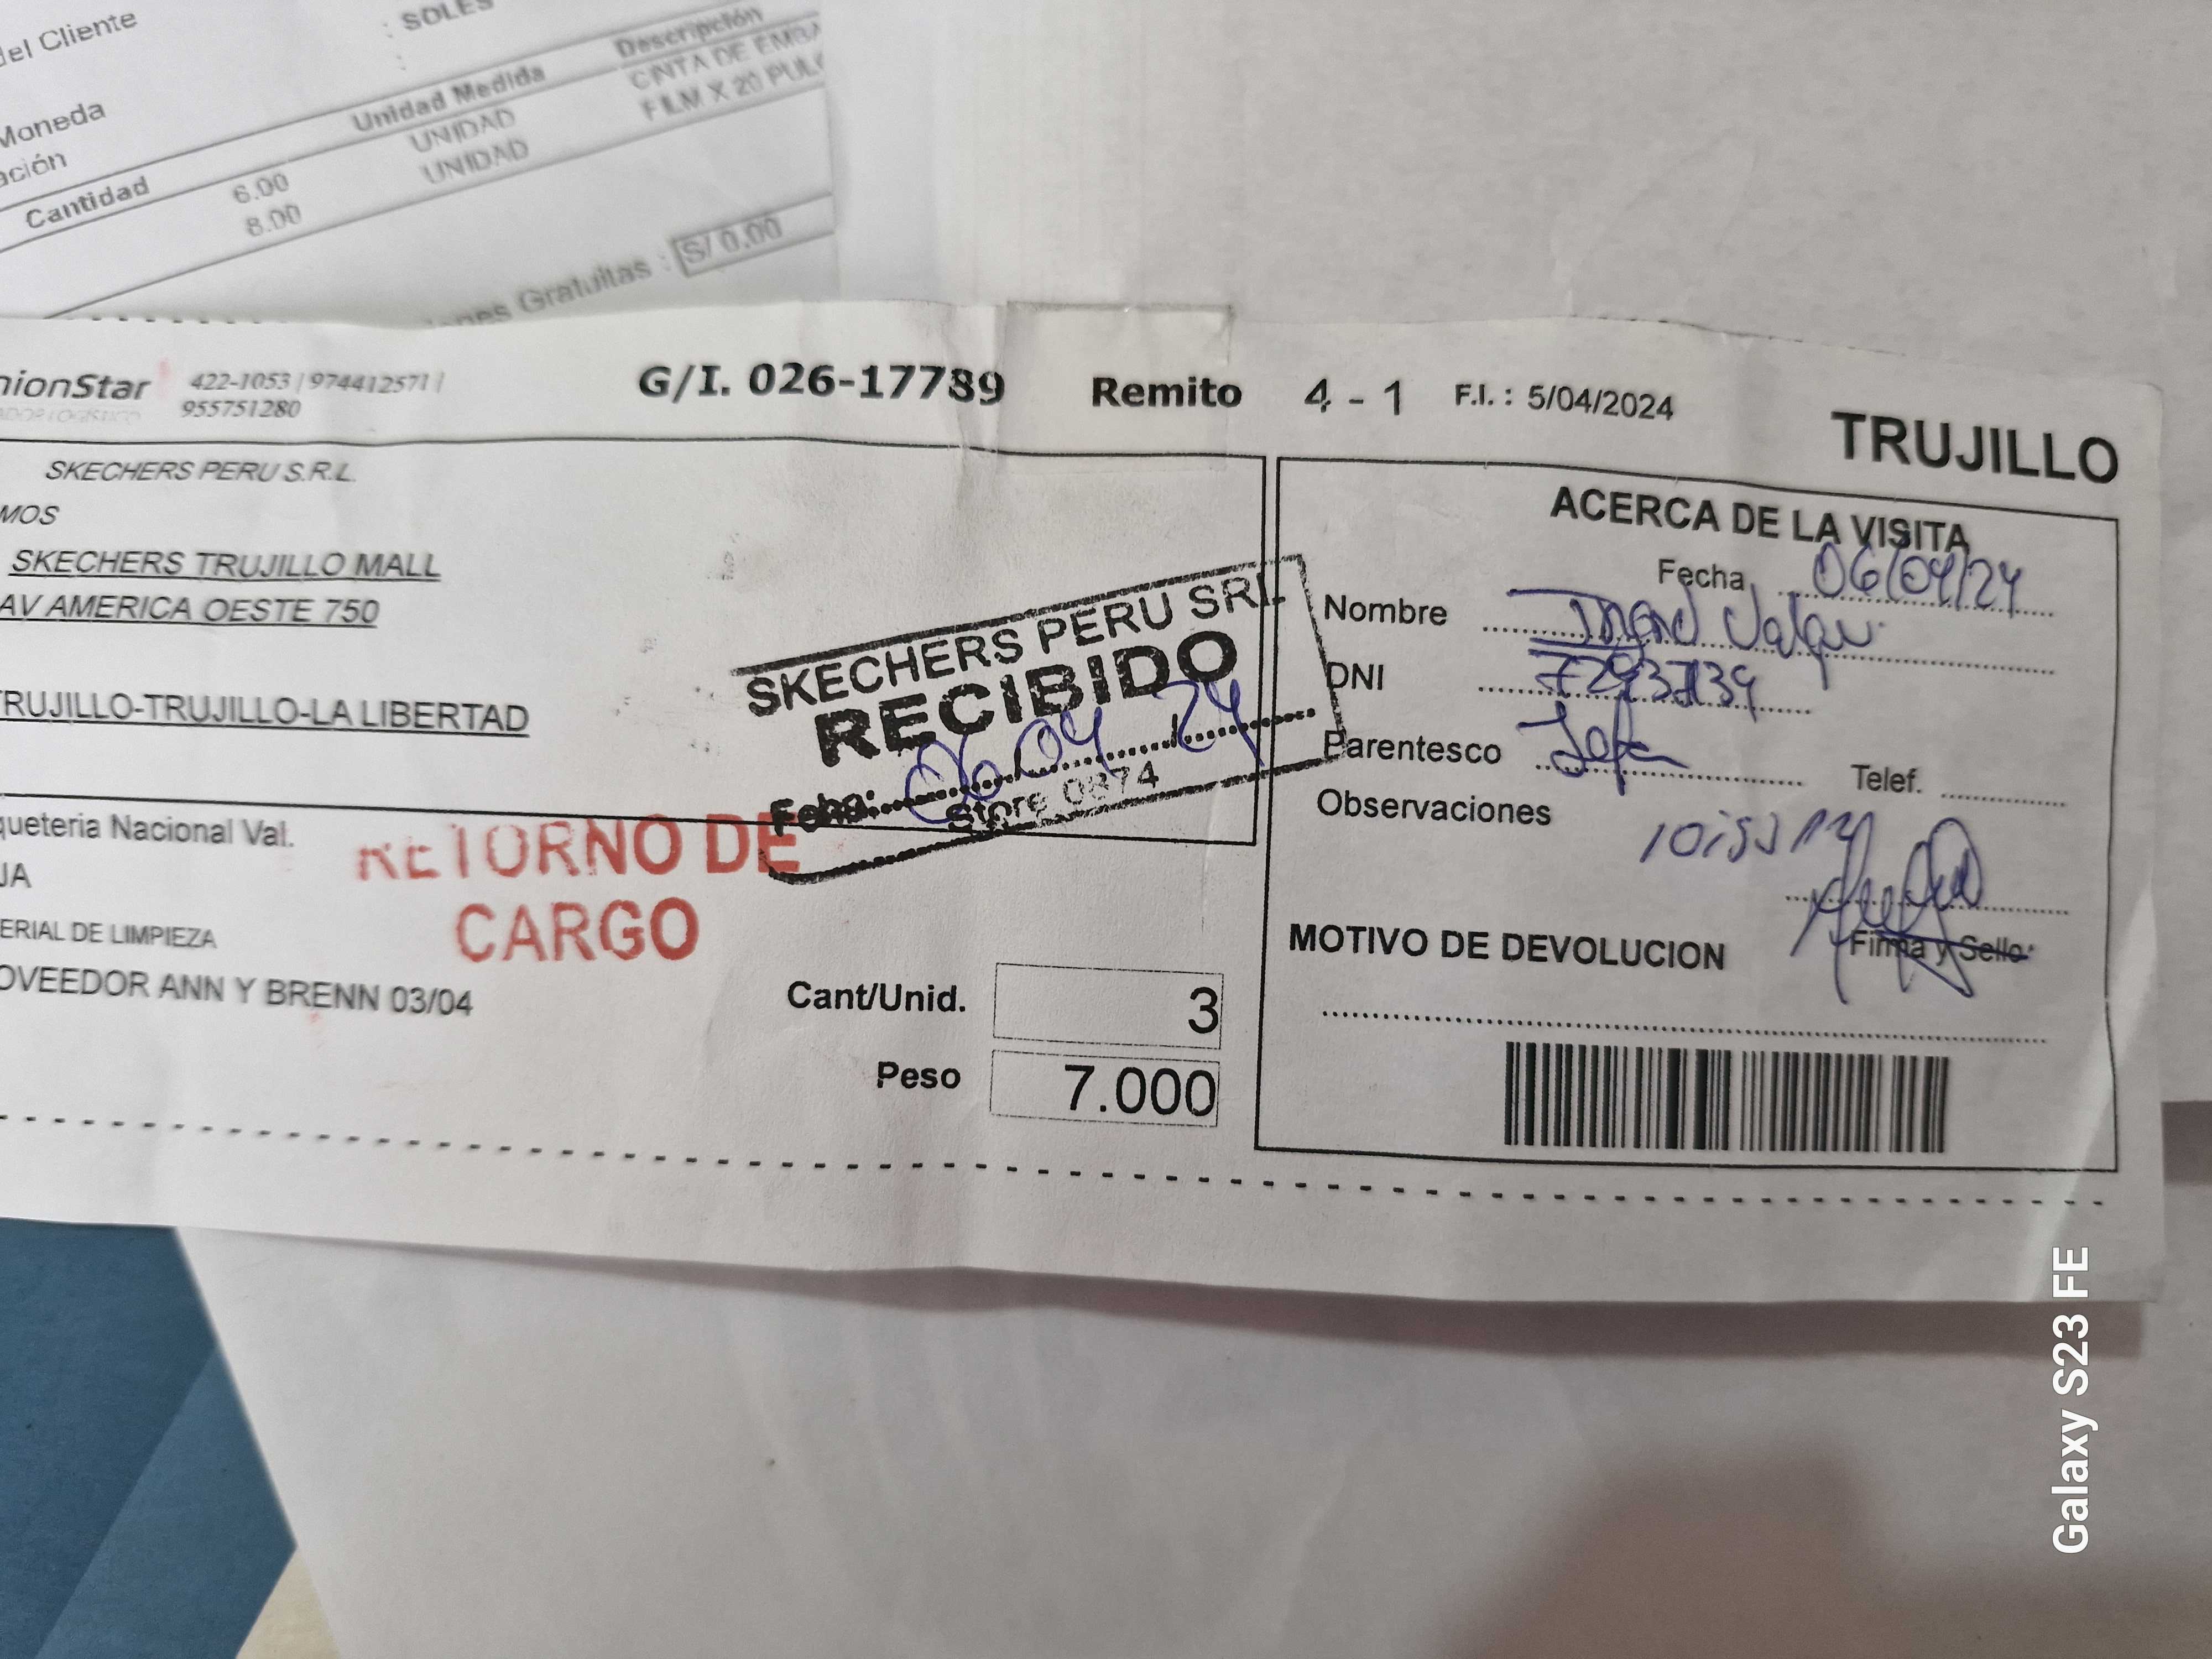 del Cliente
: SOLES
:
Moneda
ación
Cantidad Unidad Medida Descripción
6.00 UNIDAD CINTA DE EMBA
8.00 UNIDAD FILM X 20 PULG
ones Gratuitas : S/ 0.00
nionStar 422-1053 | 974412571 |
955751280
G/I. 026-17789 Remito 4 - 1 F.I. : 5/04/2024
TRUJILLO
SKECHERS PERU S.R.L.
MOS
SKECHERS TRUJILLO MALL
AV AMERICA OESTE 750
TRUJILLO-TRUJILLO-LA LIBERTAD
SKECHERS PERU SRL
RECIBIDO
Fecha: 06 04 24
Store 0874
RETORNO DE
CARGO
queteria Nacional Val.
JA
ERIAL DE LIMPIEZA
OVEEDOR ANN Y BRENN 03/04
Cant/Unid. 3
Peso 7.000
ACERCA DE LA VISITA
Fecha 06/04/24
Nombre
DNI
Parentesco Jefa
Telef.
Observaciones
Firma y Sello
MOTIVO DE DEVOLUCION
Galaxy S23 FE